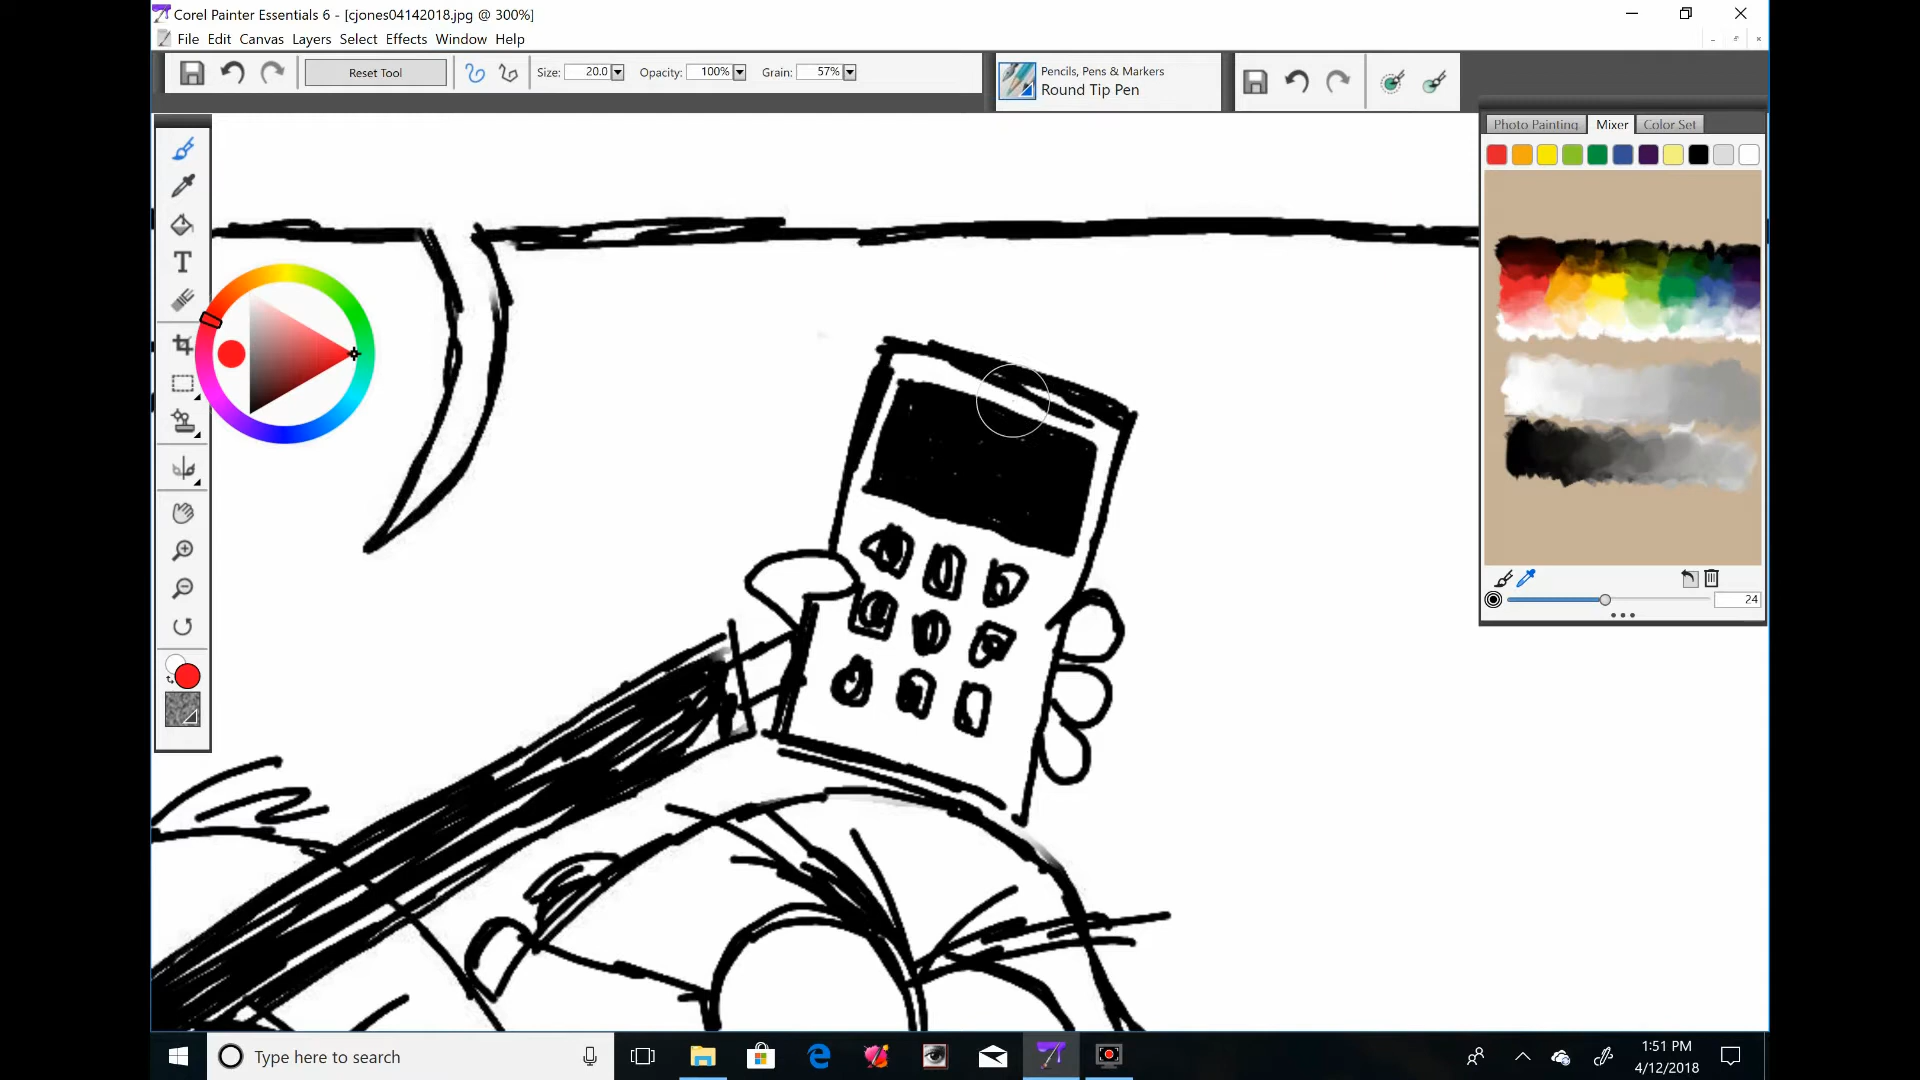 Corel Painter Essentials 6 - [cjones04142018.jpg @ 300%]
File Edit Canvas Layers Select Effects Window Help
Reset Tool
Size: 20.0
Opacity: 100%
Grain: 57%
Pencils, Pens & Markers
Round Tip Pen
Photo Painting
Mixer
Color Set
T
24
Type here to search
1:51 PM
4/12/2018